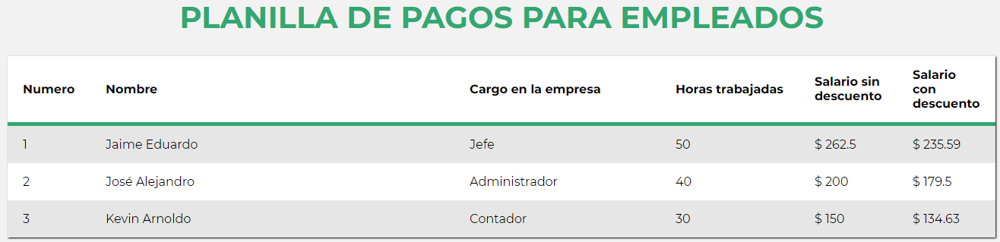 PLANILLA DE PAGOS PARA EMPLEADOS
Numero Nombre Cargo en la empresa Horas trabajadas Salario sin descuento Salario con descuento
1 Jaime Eduardo Jefe 50 $ 262.5 $ 235.59
2 José Alejandro Administrador 40 $ 200 $ 179.5
3 Kevin Arnoldo Contador 30 $ 150 $ 134.63